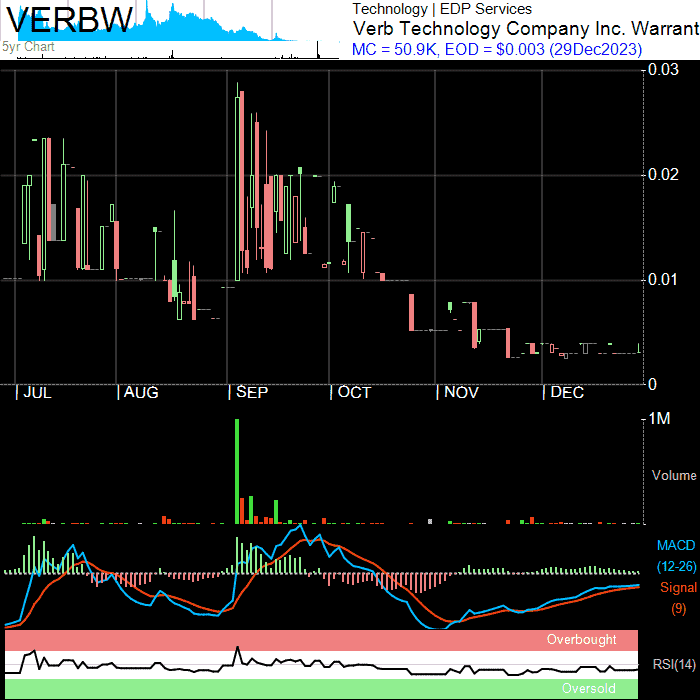 VERBW
Technology | EDP Services
Verb Technology Company Inc. Warrant
5yr Chart
MC = 50.9K, EOD = $0.003 (29Dec2023)
0.03
0.02
0.01
0
JUL AUG SEP OCT NOV DEC
1M
Volume
MACD
(12-26)
Signal
(9)
Overbought
RSI(14)
Oversold